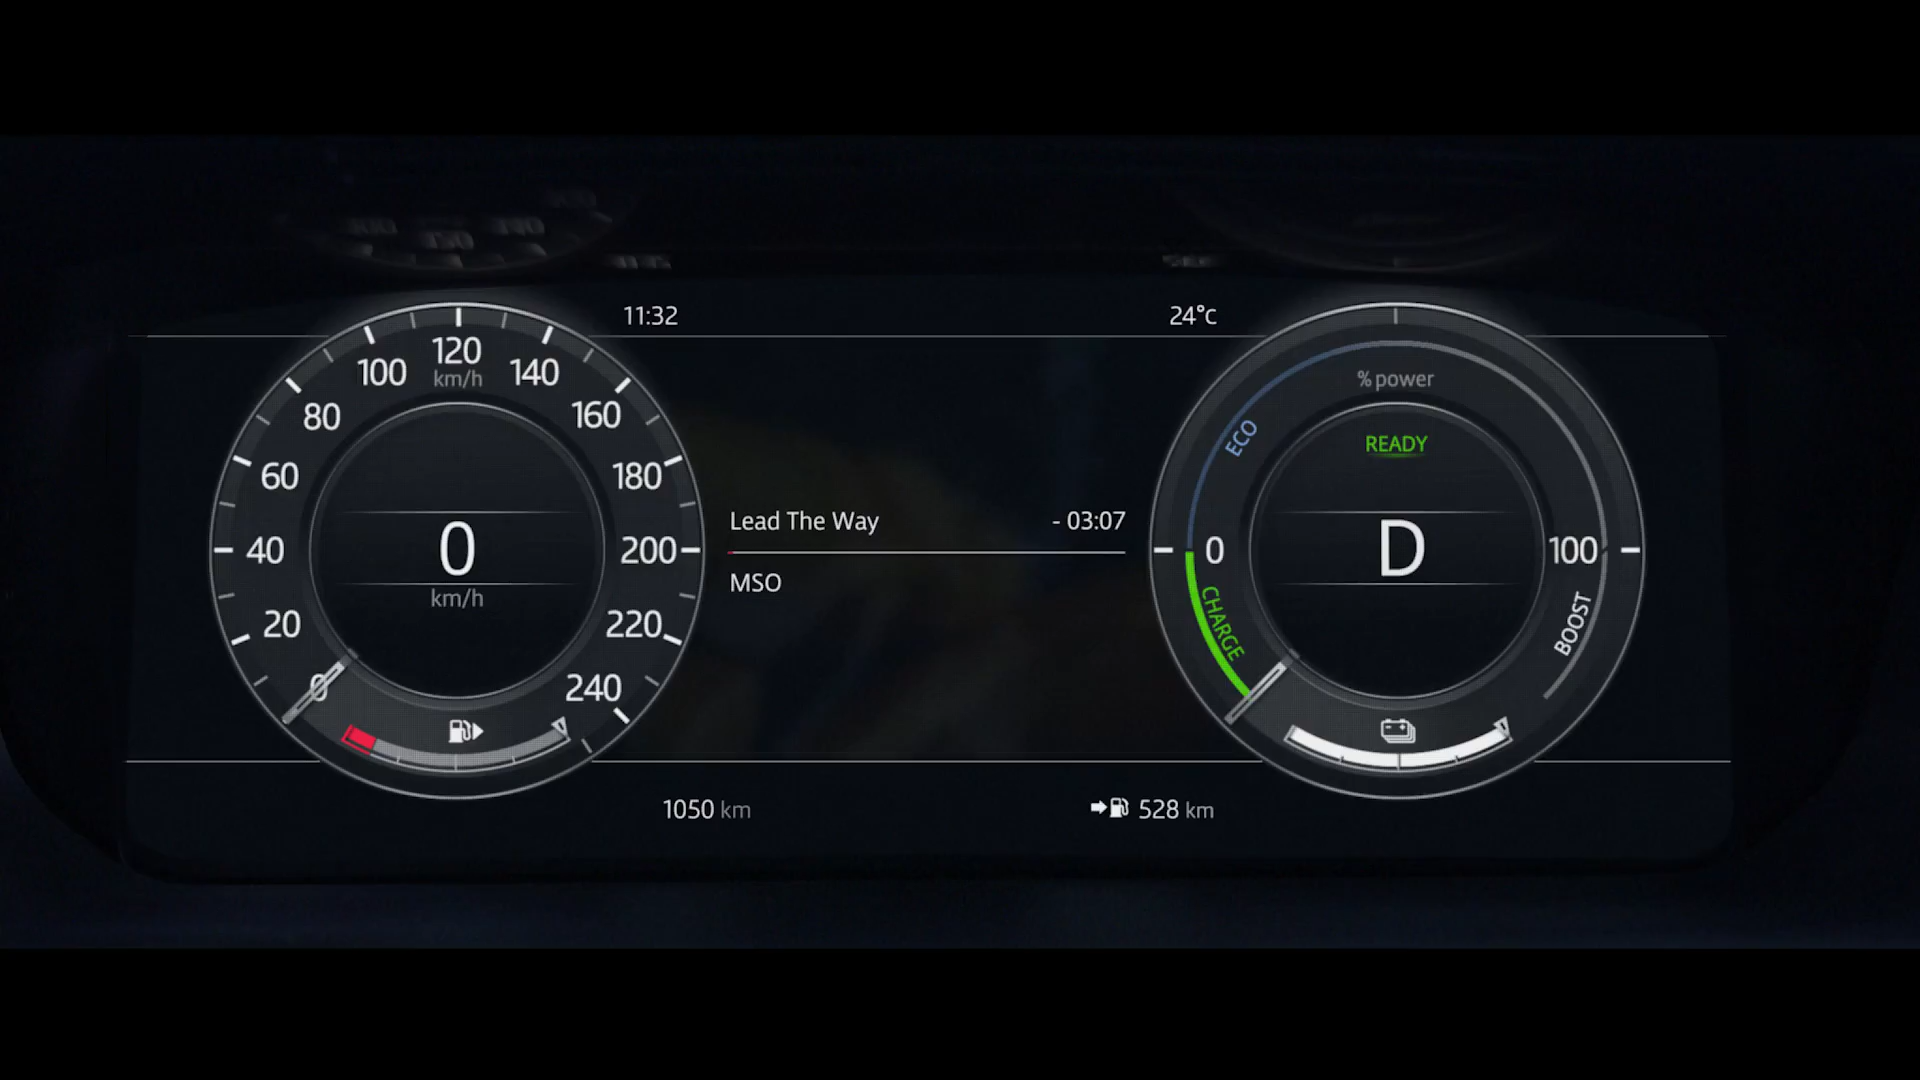 11:32
24°C
0
20
40
60
80
100
120
km/h
140
160
180
200
220
240
0
km/h
Lead The Way
- 03:07
MSO
% power
ECO
READY
0
D
100
CHARGE
BOOST
1050 km
528 km